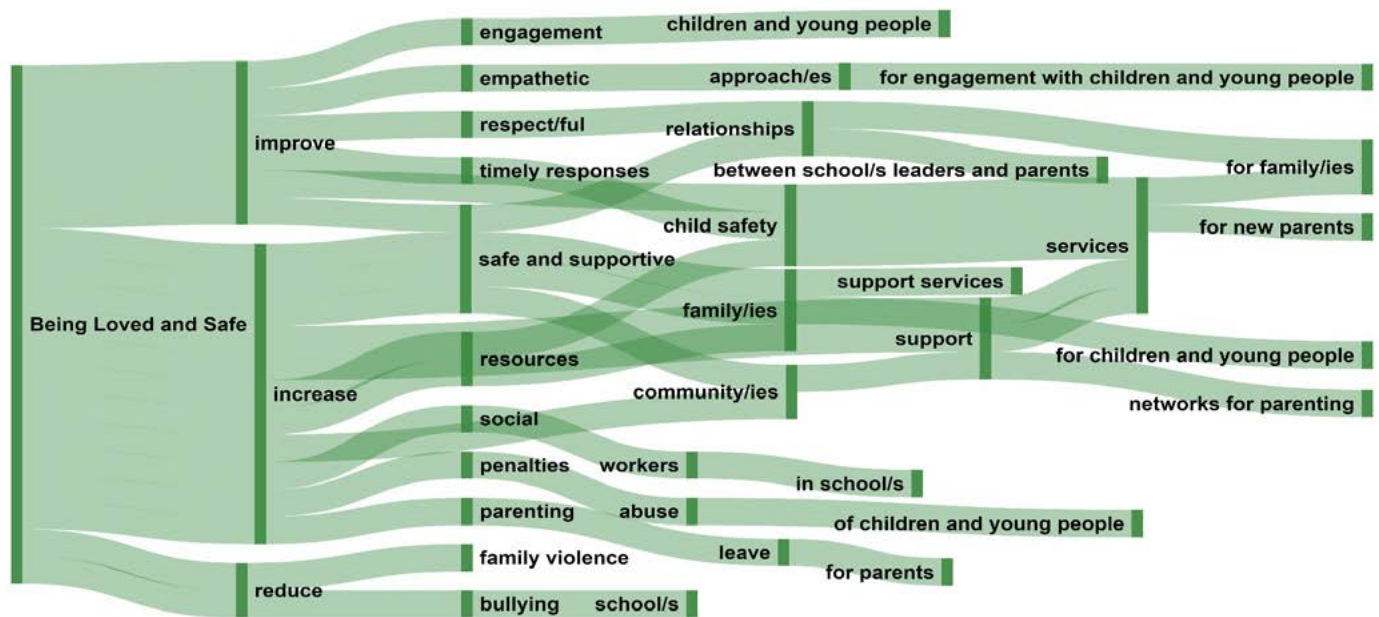 engagement children and young people
empathetic approach/es for engagement with children and young people
respect/ful relationships
improve
for family/ies
timely responses between school/s leaders and parents
child safety
for new parents
services
safe and supportive
support services
family/ies
Being Loved and Safe
support
resources for children and young people
increase
community/ies
networks for parenting
social
penalties workers
in school/s
parenting abuse
of children and young people
family violence leave
for parents
reduce
bullying school/s